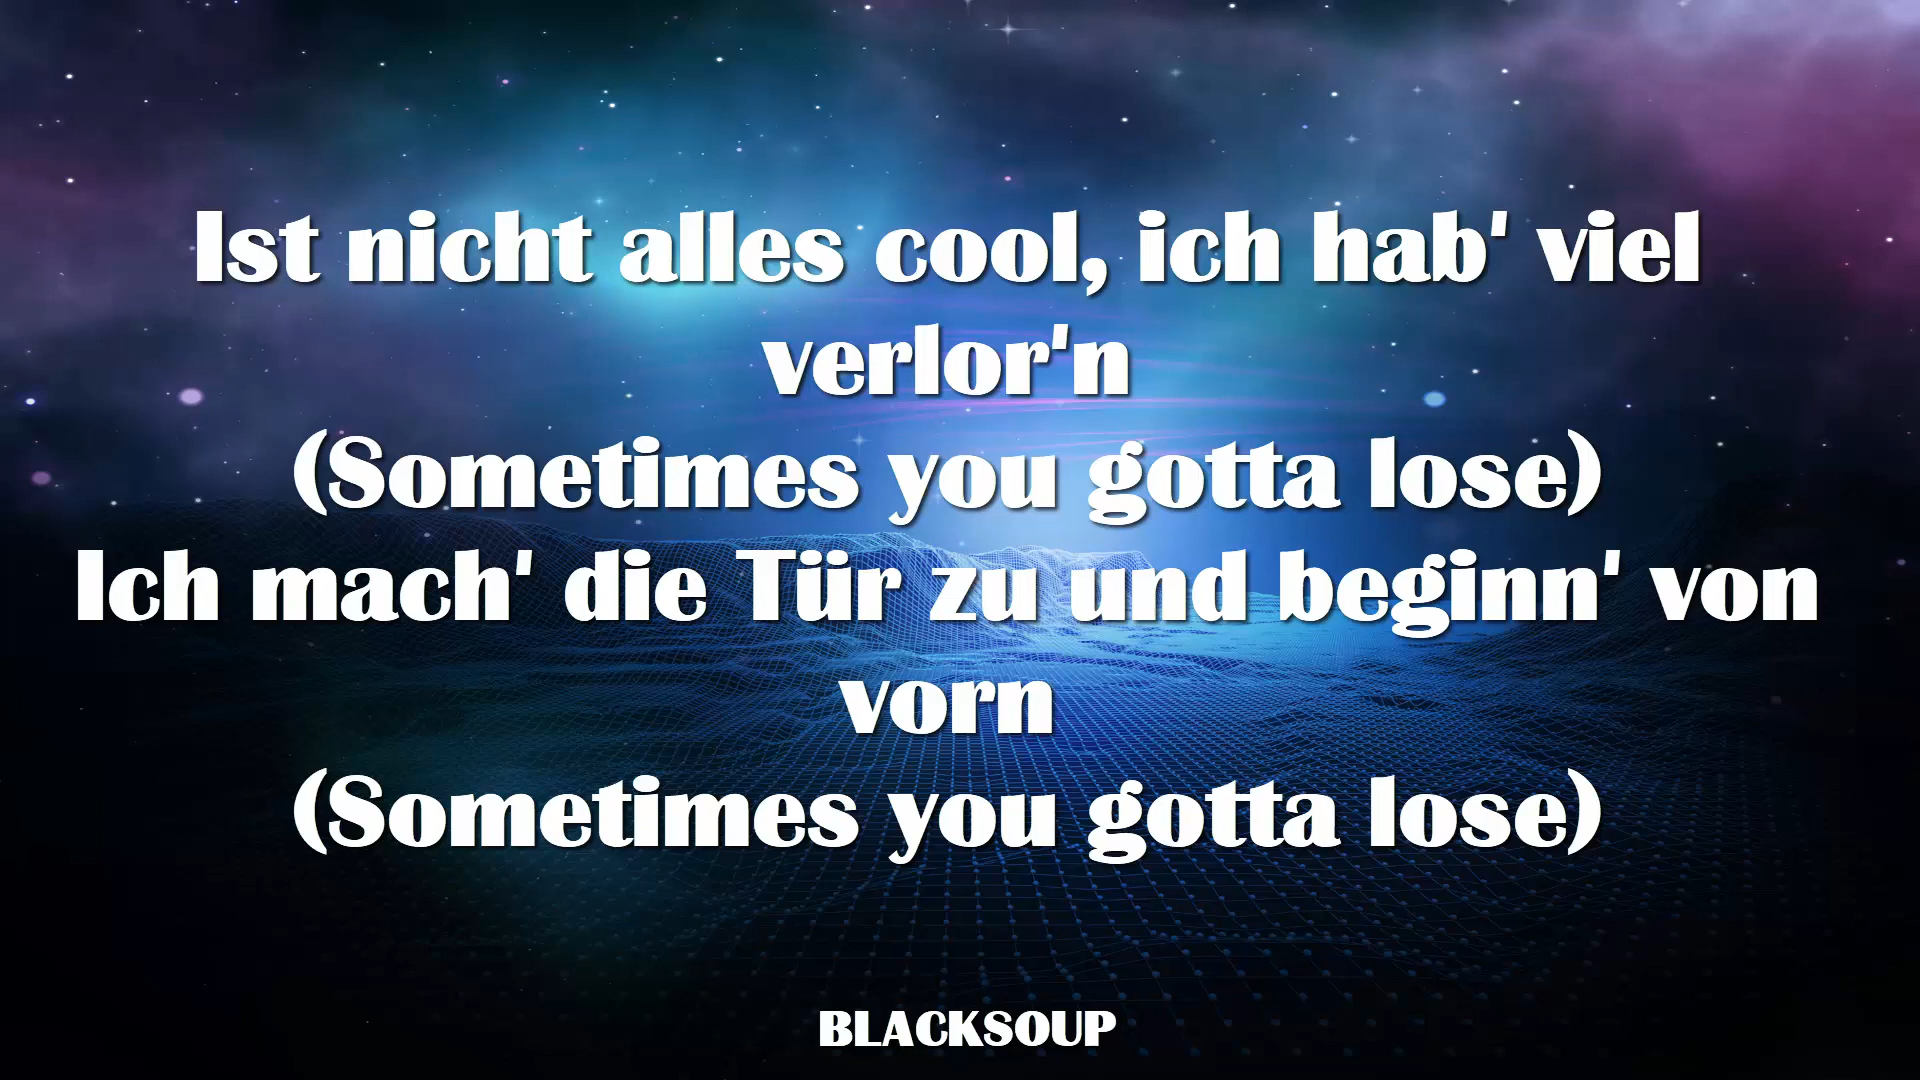 Ist nicht alles cool, ich hab' viel
verlor'n
(Sometimes you gotta lose)
Ich mach' die Tür zu und beginn' von
vorn
(Sometimes you gotta lose)
BLACKSOUP